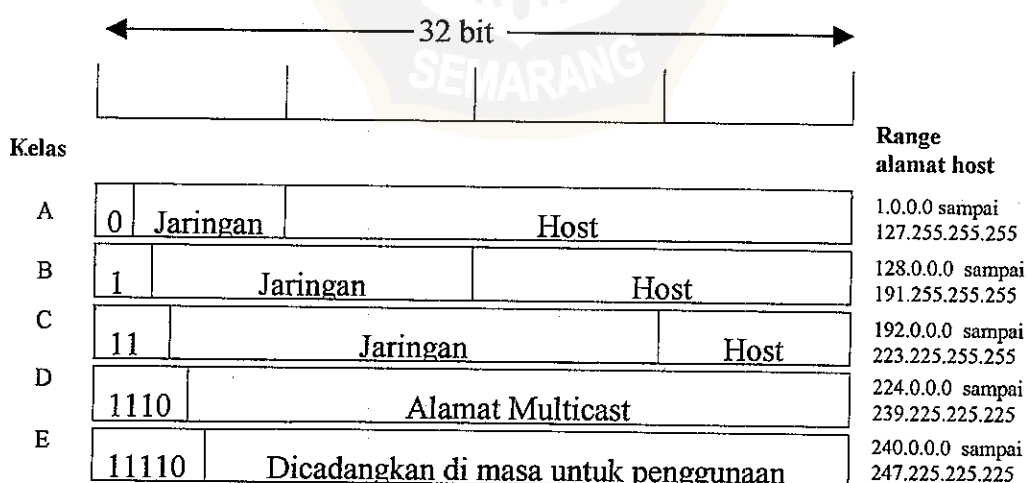 32 bit
SEMARANG
Kelas
Range
alamat host
A
0 Jaringan Host
1.0.0.0 sampai
127.255.255.255
B
1 Jaringan Host
128.0.0.0 sampai
191.255.255.255
C
11 Jaringan Host
192.0.0.0 sampai
223.225.255.255
D
1110 Alamat Multicast
224.0.0.0 sampai
239.225.225.225
E
11110 Dicadangkan di masa untuk penggunaan
240.0.0.0 sampai
247.225.225.225